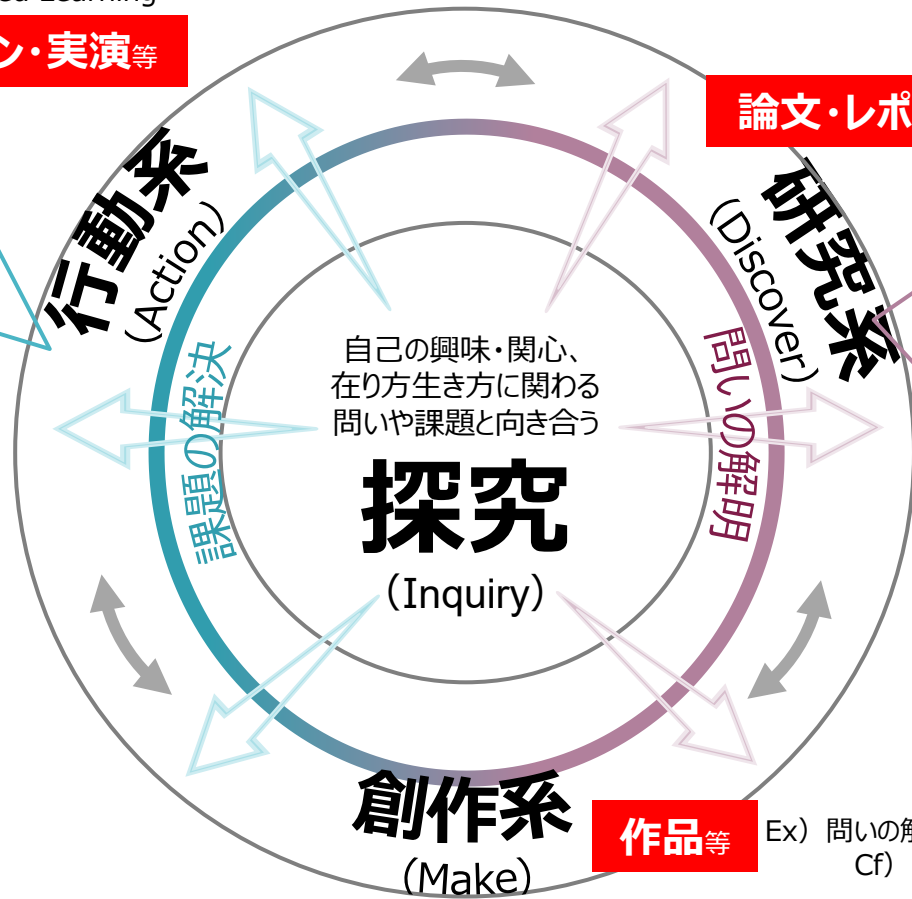 Learning
ン・実演等
論文・レポ
行動系
(Action)
研究系
(Discover)
課題の解決
問いの解明
自己の興味・関心、
在り方生き方に関わる
問いや課題と向き合う
探究
（Inquiry）
創作系
（Make）
作品等
Ex）問いの解
Cf）